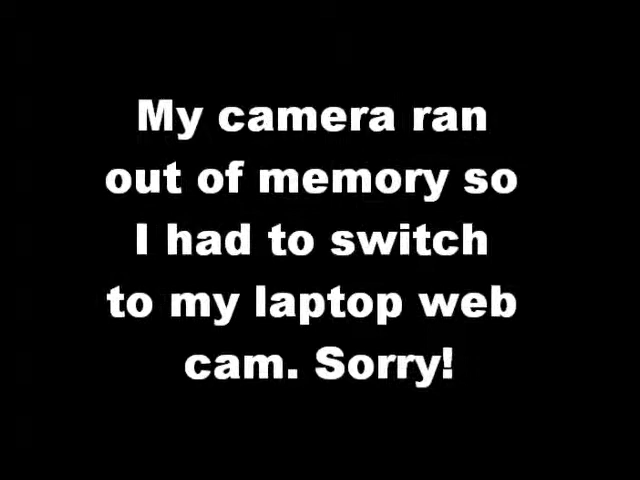 My camera ran
out of memory so
I had to switch
to my laptop web
cam. Sorry!